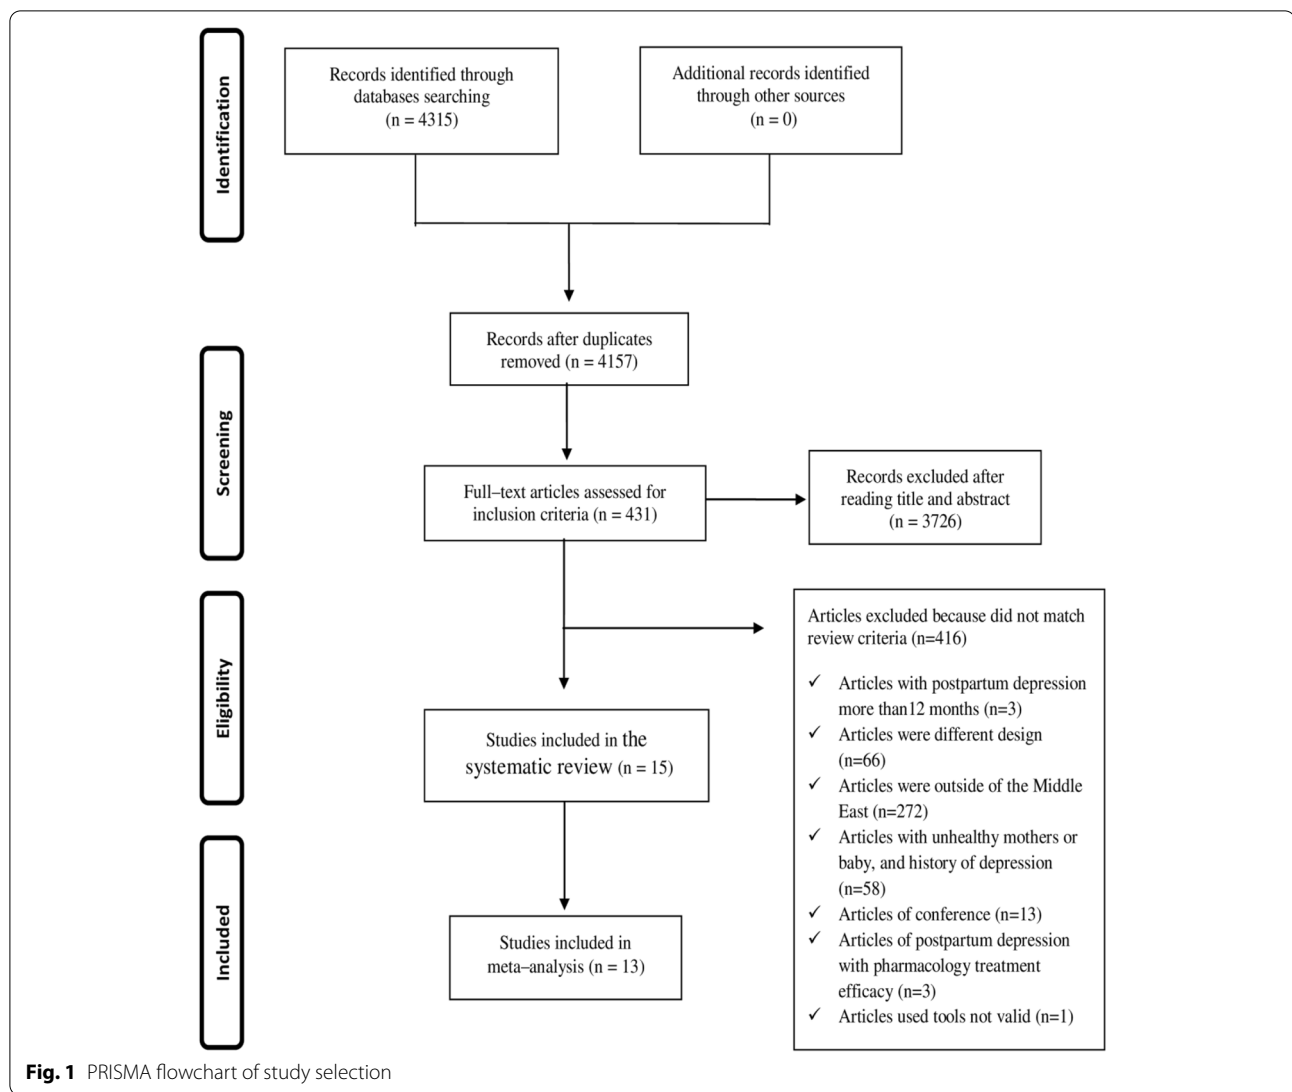 Identification
Records identified through
databases searching
(n = 4315)
Additional records identified
through other sources
(n = 0)
Records after duplicates
removed (n = 4157)
Screening
Full–text articles assessed for
inclusion criteria (n = 431)
Records excluded after
reading title and abstract
(n = 3726)
Eligibility
Articles excluded because did not match
review criteria (n=416)
✓ Articles with postpartum depression
more than12 months (n=3)
✓ Articles were different design
(n=66)
✓ Articles were outside of the Middle
East (n=272)
✓ Articles with unhealthy mothers or
baby, and history of depression
(n=58)
✓ Articles of conference (n=13)
✓ Articles of postpartum depression
with pharmacology treatment
efficacy (n=3)
✓ Articles used tools not valid (n=1)
Studies included in the
systematic review (n = 15)
Included
Studies included in
meta–analysis (n = 13)
Fig. 1 PRISMA flowchart of study selection